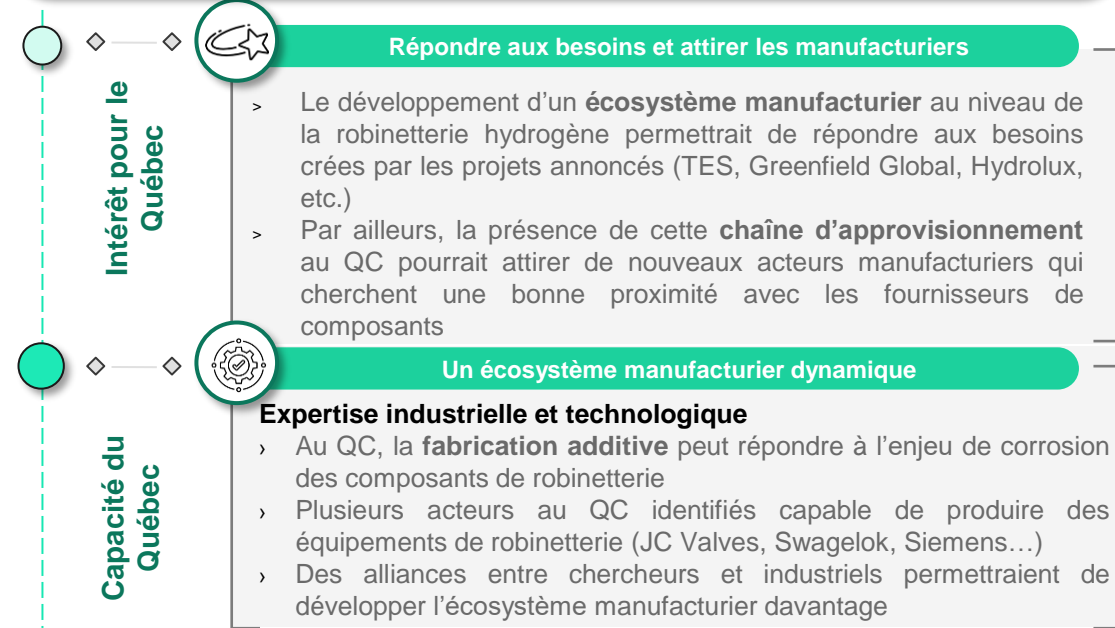 Répondre aux besoins et attirer les manufacturiers
Intérêt pour le
Québec
> Le développement d'un écosystème manufacturier au niveau de
la robinetterie hydrogène permettrait de répondre aux besoins
crées par les projets annoncés (TES, Greenfield Global, Hydrolux,
etc.)
> Par ailleurs, la présence de cette chaîne d'approvisionnement
au QC pourrait attirer de nouveaux acteurs manufacturiers qui
cherchent une bonne proximité avec les fournisseurs de
composants
Un écosystème manufacturier dynamique
Capacité du
Québec
Expertise industrielle et technologique
› Au QC, la fabrication additive peut répondre à l'enjeu de corrosion
des composants de robinetterie
› Plusieurs acteurs au QC identifiés capable de produire des
équipements de robinetterie (JC Valves, Swagelok, Siemens…)
› Des alliances entre chercheurs et industriels permettraient de
développer l'écosystème manufacturier davantage